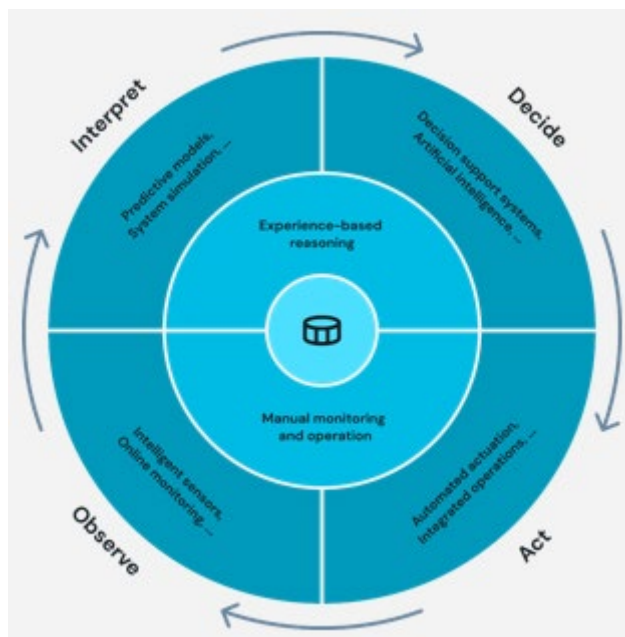 Interpret
Decide
Predictive models,
System simulation, ...
Decision support systems,
Artificial intelligence, ...
Experience-based
reasoning
Manual monitoring
and operation
Intelligent sensors,
Online monitoring, ...
Automated actuation,
Integrated operations, ...
Observe
Act